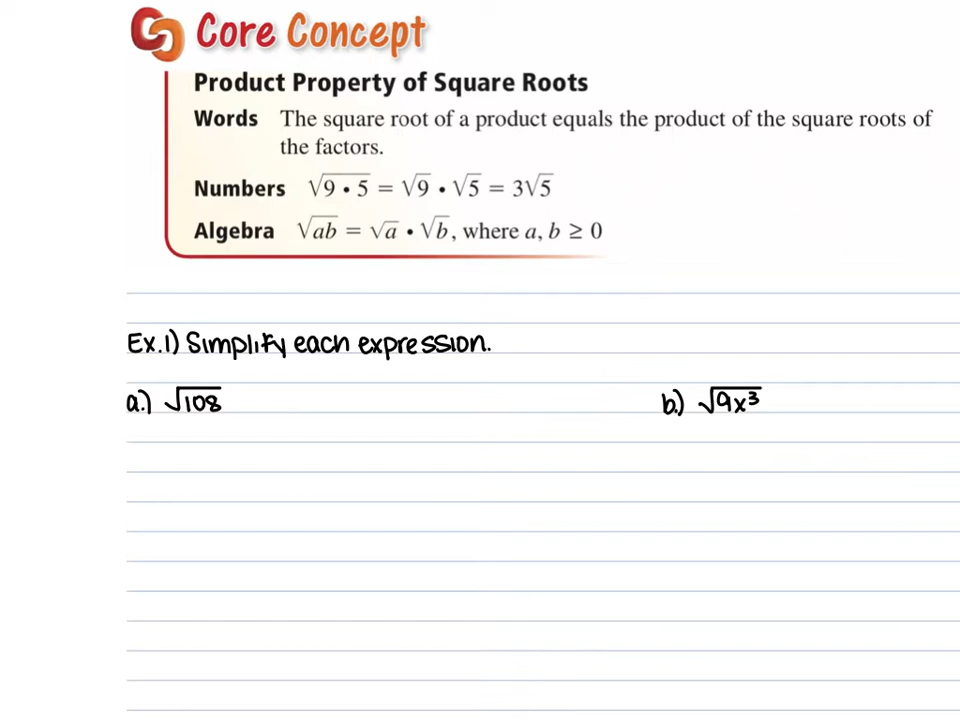 Core Concept
Product Property of Square Roots
Words The square root of a product equals the product of the square roots of
the factors.
Numbers √9 • 5 = √9 • √5 = 3√5
Algebra √ab = √a • √b, where a, b ≥ 0
Ex.1) Simplify each expression.
a.) √108 b.) √9x³